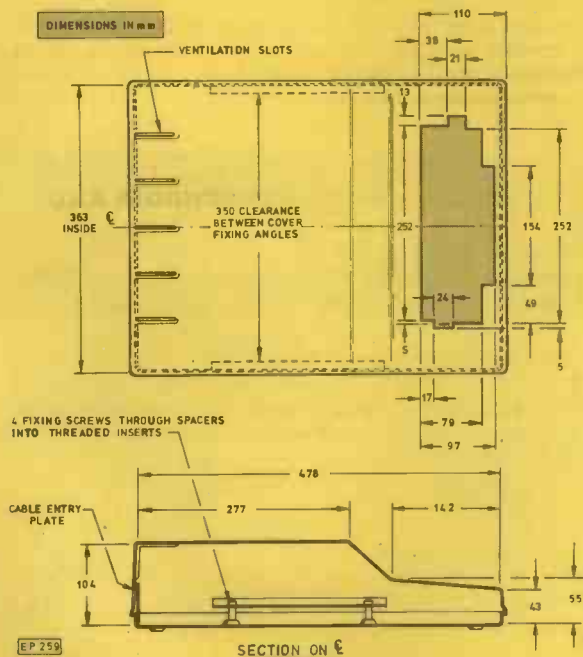 DIMENSIONS IN mm
VENTILATION SLOTS
110
38
21
13
363
INSIDE
℄
350 CLEARANCE
BETWEEN COVER
FIXING ANGLES
252
154
252
24
49
5
5
17
79
97
4 FIXING SCREWS THROUGH SPACERS
INTO THREADED INSERTS
478
CABLE ENTRY
PLATE
277
142
104
43
55
EP 259
SECTION ON ℄